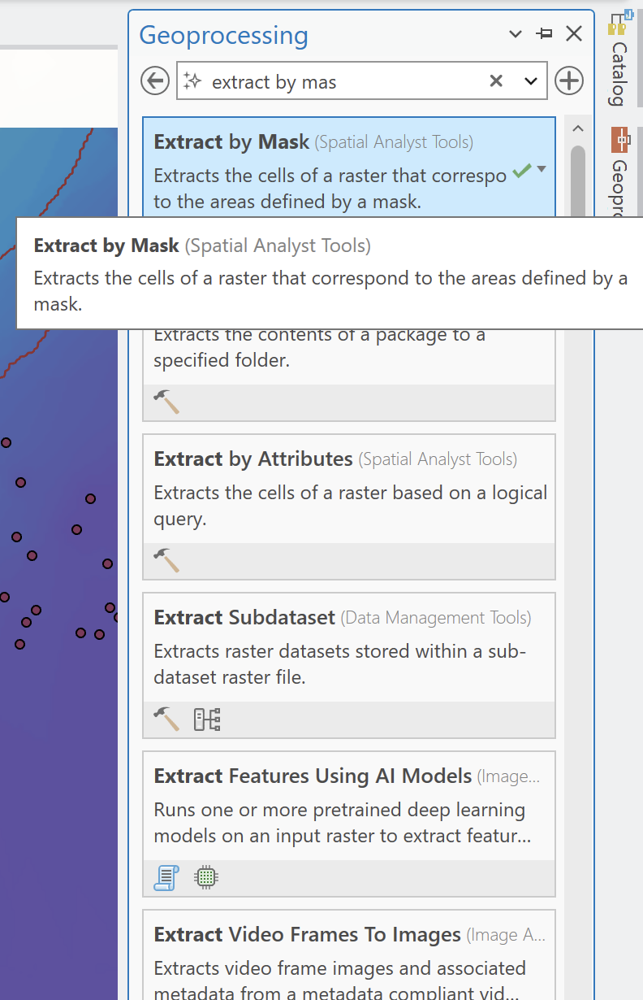 Geoprocessing
extract by mas
Extract by Mask (Spatial Analyst Tools)
Extracts the cells of a raster that correspo
to the areas defined by a mask.
Extract by Mask (Spatial Analyst Tools)
Extracts the cells of a raster that correspond to the areas defined by a
mask.
Extracts the contents of a package to a
specified folder.
Extract by Attributes (Spatial Analyst Tools)
Extracts the cells of a raster based on a logical
query.
Extract Subdataset (Data Management Tools)
Extracts raster datasets stored within a sub-
dataset raster file.
Extract Features Using AI Models (Image...
Runs one or more pretrained deep learning
models on an input raster to extract featur...
Extract Video Frames To Images (Image A...
Extracts video frame images and associated
metadata from a metadata compliant vid...
Catalog
Geopro